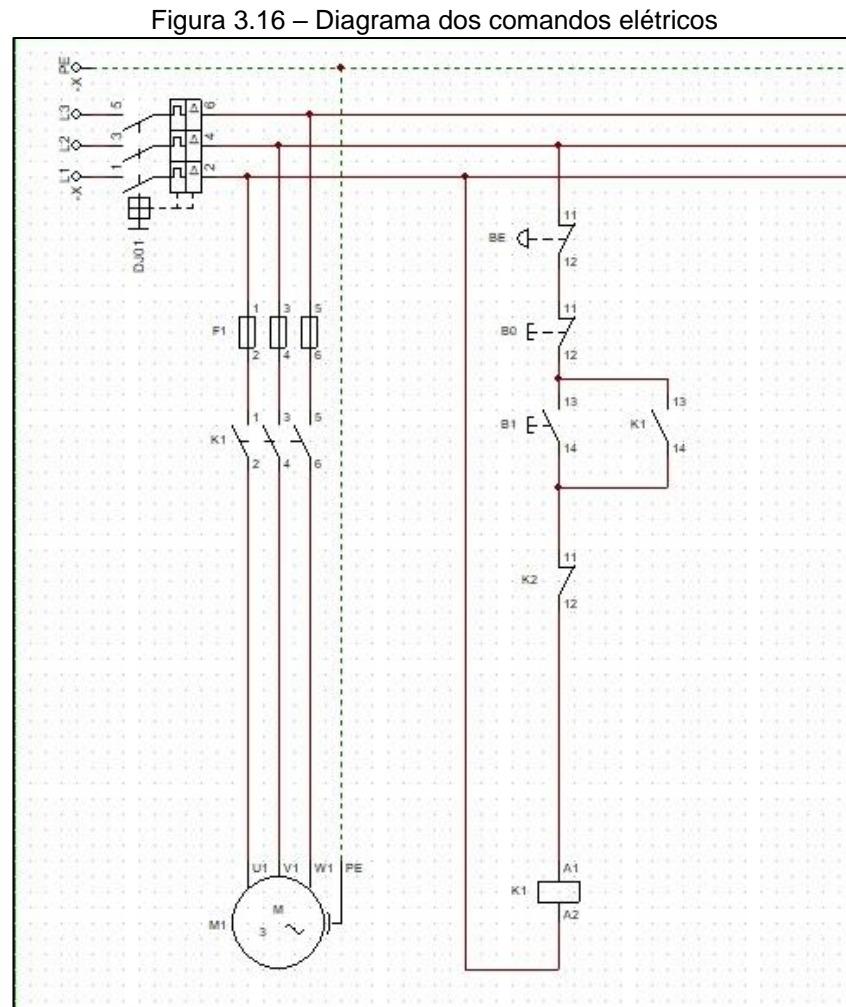 Figura 3.16 – Diagrama dos comandos elétricos
PE
-X
L3 5 6
L2 3 4
L1 1 2
-X
DJ01
11
BE
12
1 3 5
F1
2 4 6
11
B0
12
1 3 5
K1
2 4 6
13 13
B1 K1
14 14
11
K2
12
U1 V1 W1 PE
M1 M
3
A1
K1
A2